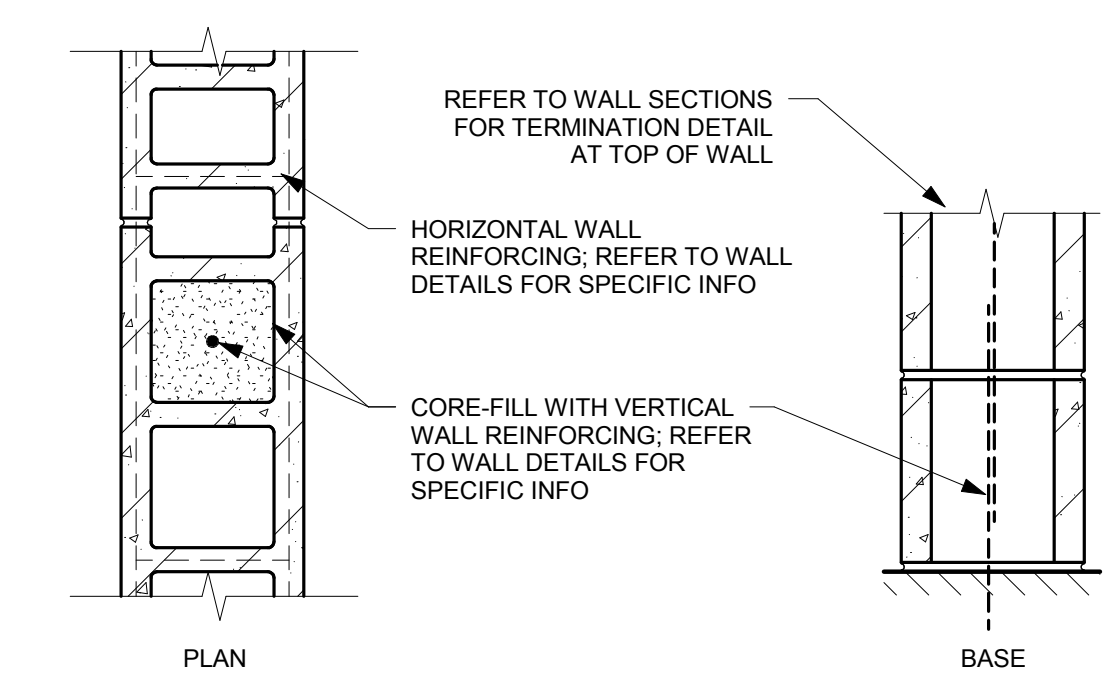 REFER TO WALL SECTIONS
FOR TERMINATION DETAIL
AT TOP OF WALL
HORIZONTAL WALL
REINFORCING; REFER TO WALL
DETAILS FOR SPECIFIC INFO
CORE-FILL WITH VERTICAL
WALL REINFORCING; REFER
TO WALL DETAILS FOR
SPECIFIC INFO
PLAN
BASE